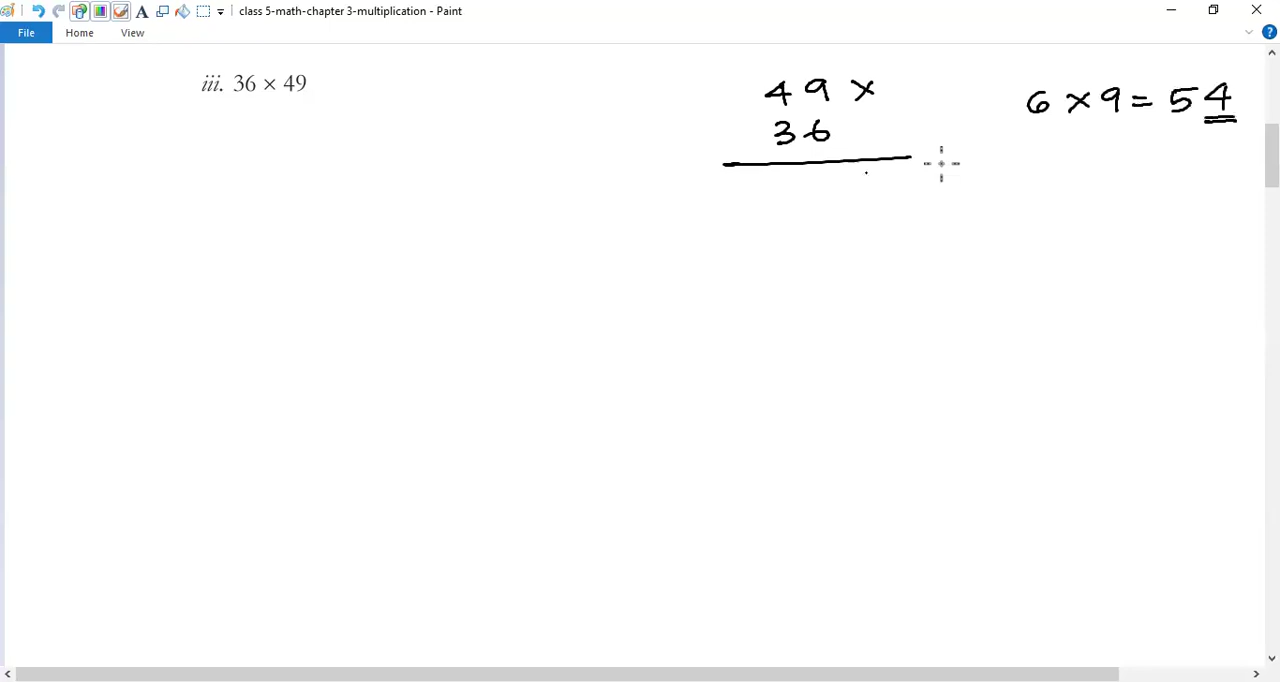 class 5-math-chapter 3-multiplication - Paint
File Home View
iii. 36 × 49
49 ×
36
6 × 9 = 54